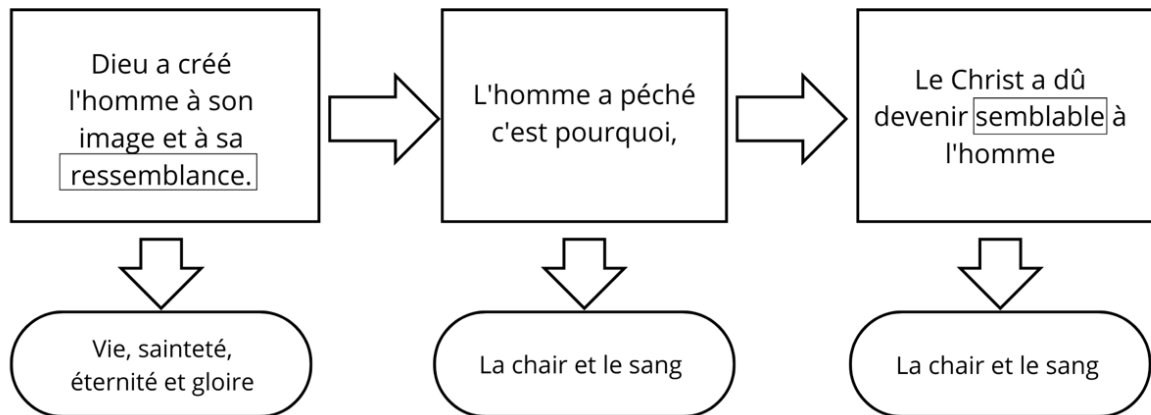 Dieu a créé
l'homme à son
image et à sa
ressemblance.
L'homme a péché
c'est pourquoi,
Le Christ a dû
devenir semblable à
l'homme
Vie, sainteté,
éternité et gloire
La chair et le sang
La chair et le sang